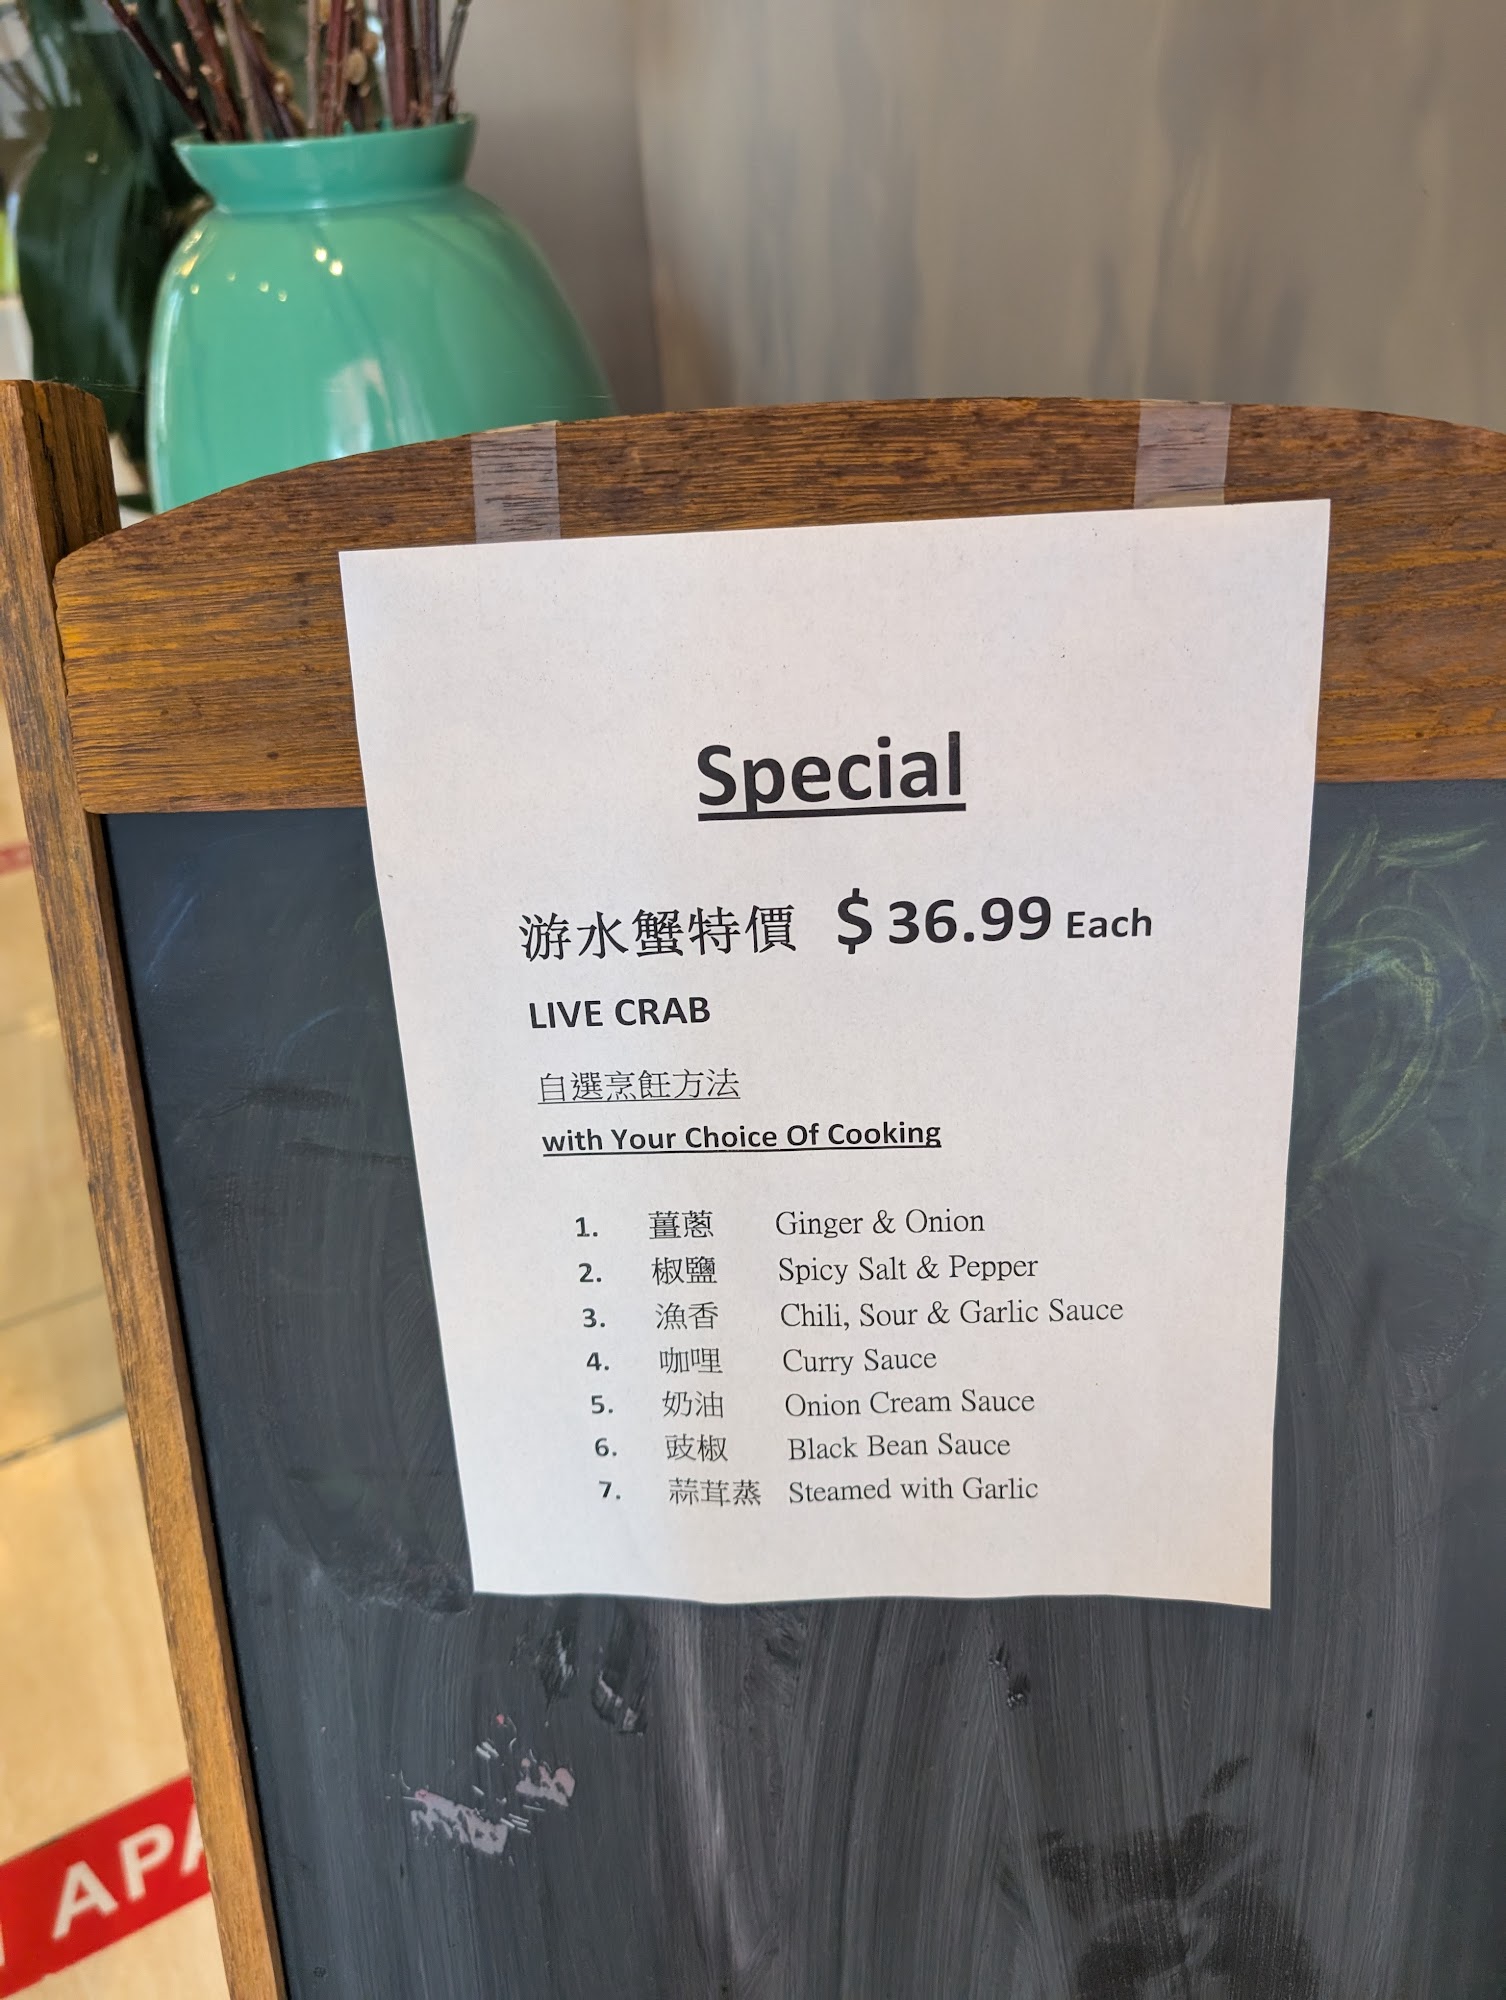 Special
游水蟹特價 $36.99 Each
LIVE CRAB
自選烹飪方法
with Your Choice Of Cooking
1. 薑蔥 Ginger & Onion
2. 椒鹽 Spicy Salt & Pepper
3. 漁香 Chili, Sour & Garlic Sauce
4. 咖哩 Curry Sauce
5. 奶油 Onion Cream Sauce
6. 豉椒 Black Bean Sauce
7. 蒜茸蒸 Steamed with Garlic